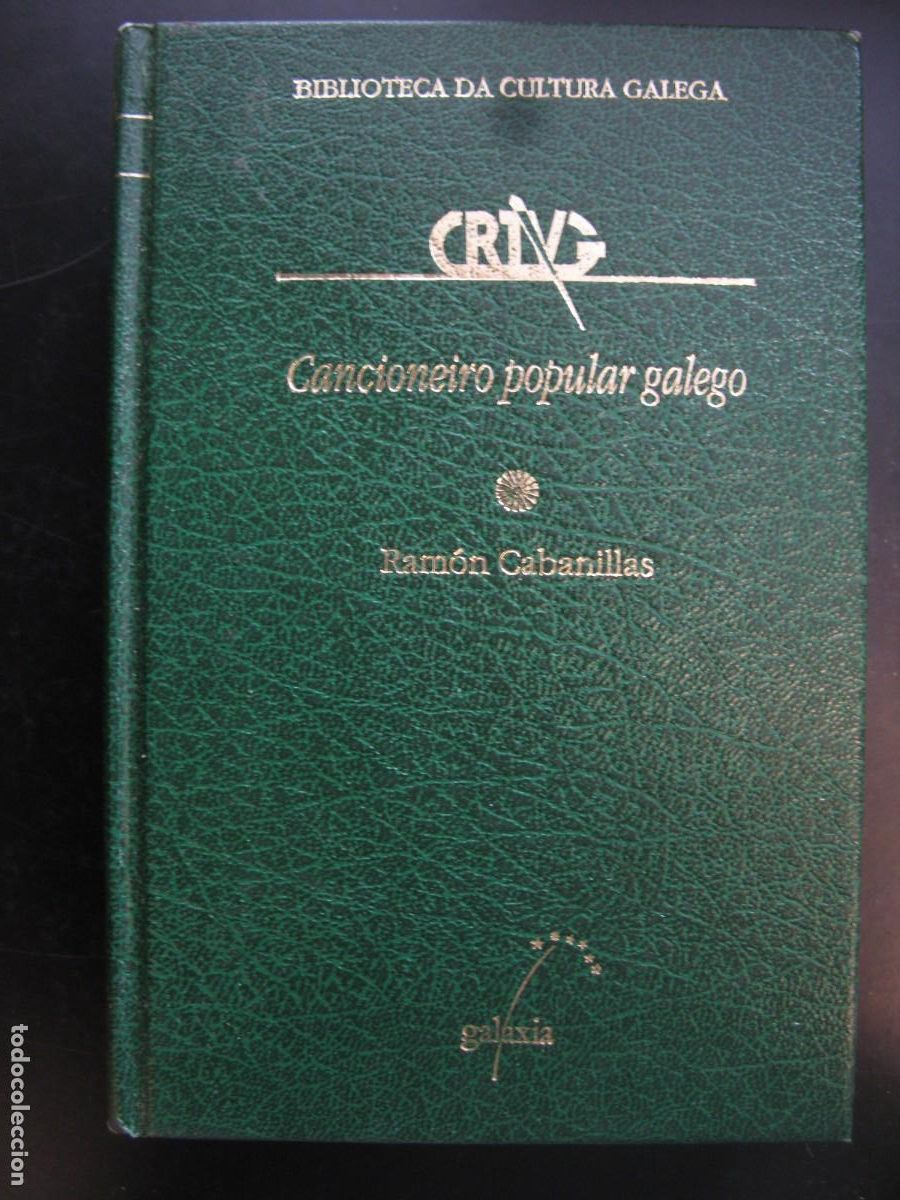 BIBLIOTECA DA CULTURA GALEGA
CRTVG
Cancioneiro popular galego
Ramón Cabanillas
galaxia
todocoleccion